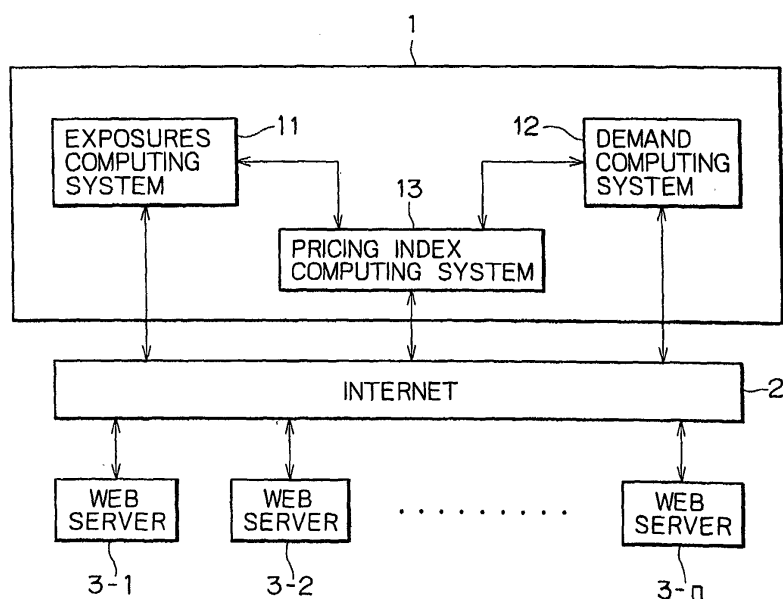 1
EXPOSURES
COMPUTING
SYSTEM
11
12
DEMAND
COMPUTING
SYSTEM
13
PRICING INDEX
COMPUTING SYSTEM
INTERNET
2
WEB
SERVER
WEB
SERVER
. . . . . . . . .
WEB
SERVER
3-1
3-2
3-n